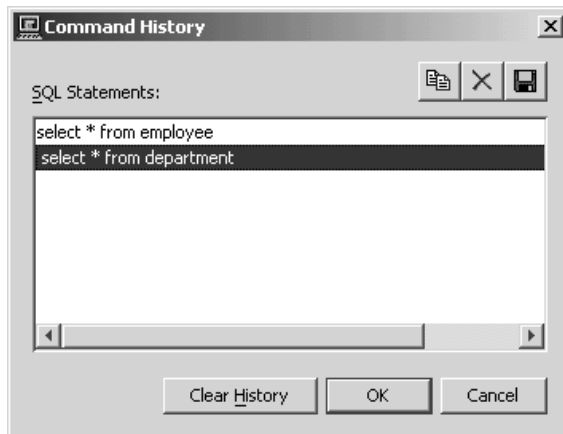 Command History
SQL Statements:
select * from employee
select * from department
Clear History
OK
Cancel